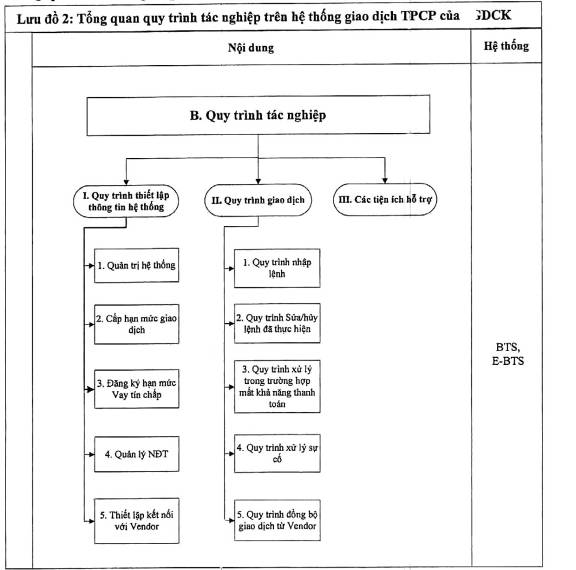 Lưu đồ 2: Tổng quan quy trình tác nghiệp trên hệ thống giao dịch TPCP của GDCK
Nội dung
Hệ thống
B. Quy trình tác nghiệp
I. Quy trình thiết lập
thông tin hệ thống
II. Quy trình giao dịch
III. Các tiện ích hỗ trợ
1. Quản trị hệ thống
2. Cấp hạn mức giao
dịch
3. Đăng ký hạn mức
Vay tín chấp
4. Quản lý NĐT
5. Thiết lập kết nối
với Vendor
1. Quy trình nhập
lệnh
2. Quy trình Sửa/hủy
lệnh đã thực hiện
3. Quy trình xử lý
trong trường hợp
mất khả năng thanh
toán
4. Quy trình xử lý sự
cố
5. Quy trình đồng bộ
giao dịch từ Vendor
BTS,
E-BTS